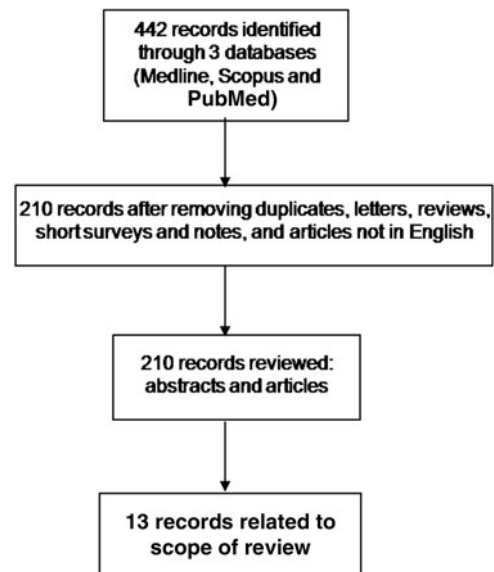 442 records identified
through 3 databases
(Medline, Scopus and
PubMed)
210 records after removing duplicates, letters, reviews,
short surveys and notes, and articles not in English
210 records reviewed:
abstracts and articles
13 records related to
scope of review